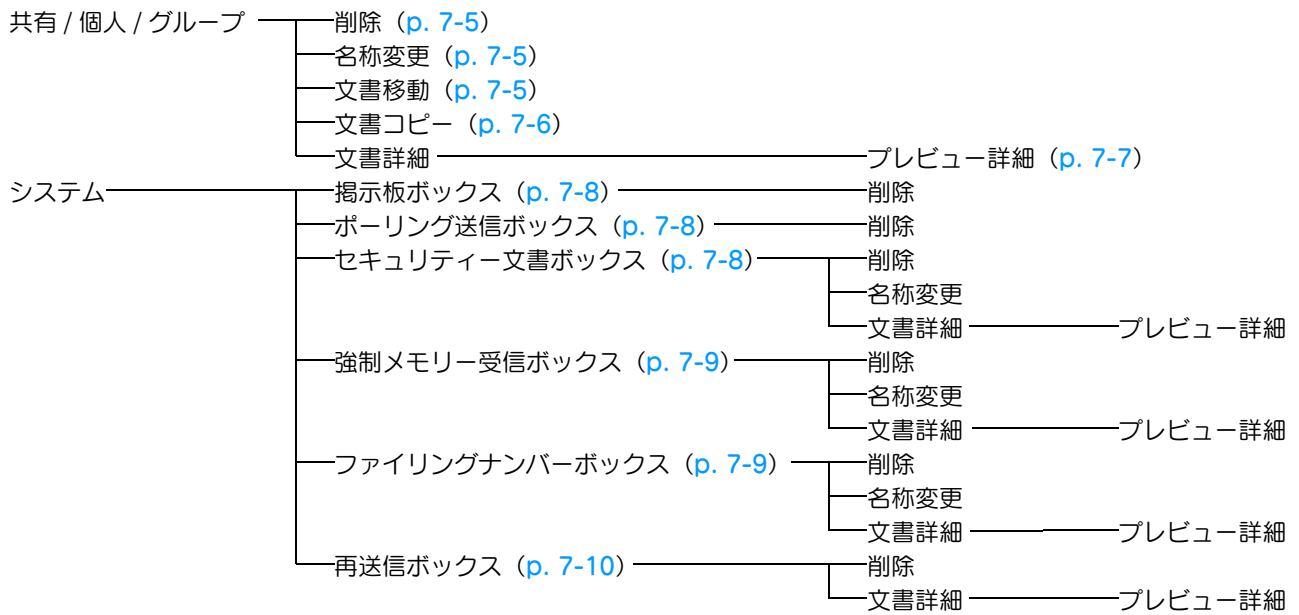 共有 / 個人 / グループ 削除（p. 7-5）
名称変更（p. 7-5）
文書移動（p. 7-5）
文書コピー（p. 7-6）
文書詳細 プレビュー詳細（p. 7-7）
システム 掲示板ボックス（p. 7-8） 削除
ポーリング送信ボックス（p. 7-8） 削除
セキュリティー文書ボックス（p. 7-8） 削除
名称変更
文書詳細 プレビュー詳細
強制メモリー受信ボックス（p. 7-9） 削除
名称変更
文書詳細 プレビュー詳細
ファイリングナンバーボックス（p. 7-9） 削除
名称変更
文書詳細 プレビュー詳細
再送信ボックス（p. 7-10） 削除
文書詳細 プレビュー詳細